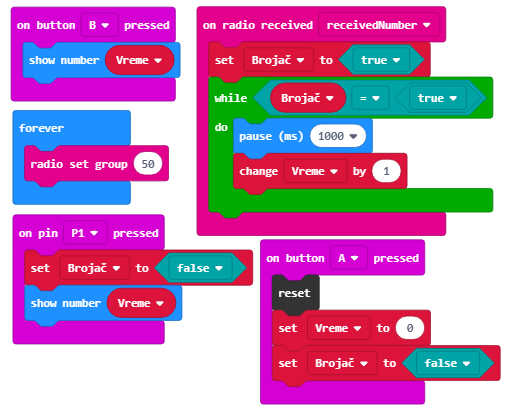 on button B pressed
show number Vreme
forever
radio set group 50
on pin P1 pressed
set Brojač to false
show number Vreme
on radio received receivedNumber
set Brojač to true
while Brojač = true
do
pause (ms) 1000
change Vreme by 1
on button A pressed
reset
set Vreme to 0
set Brojač to false